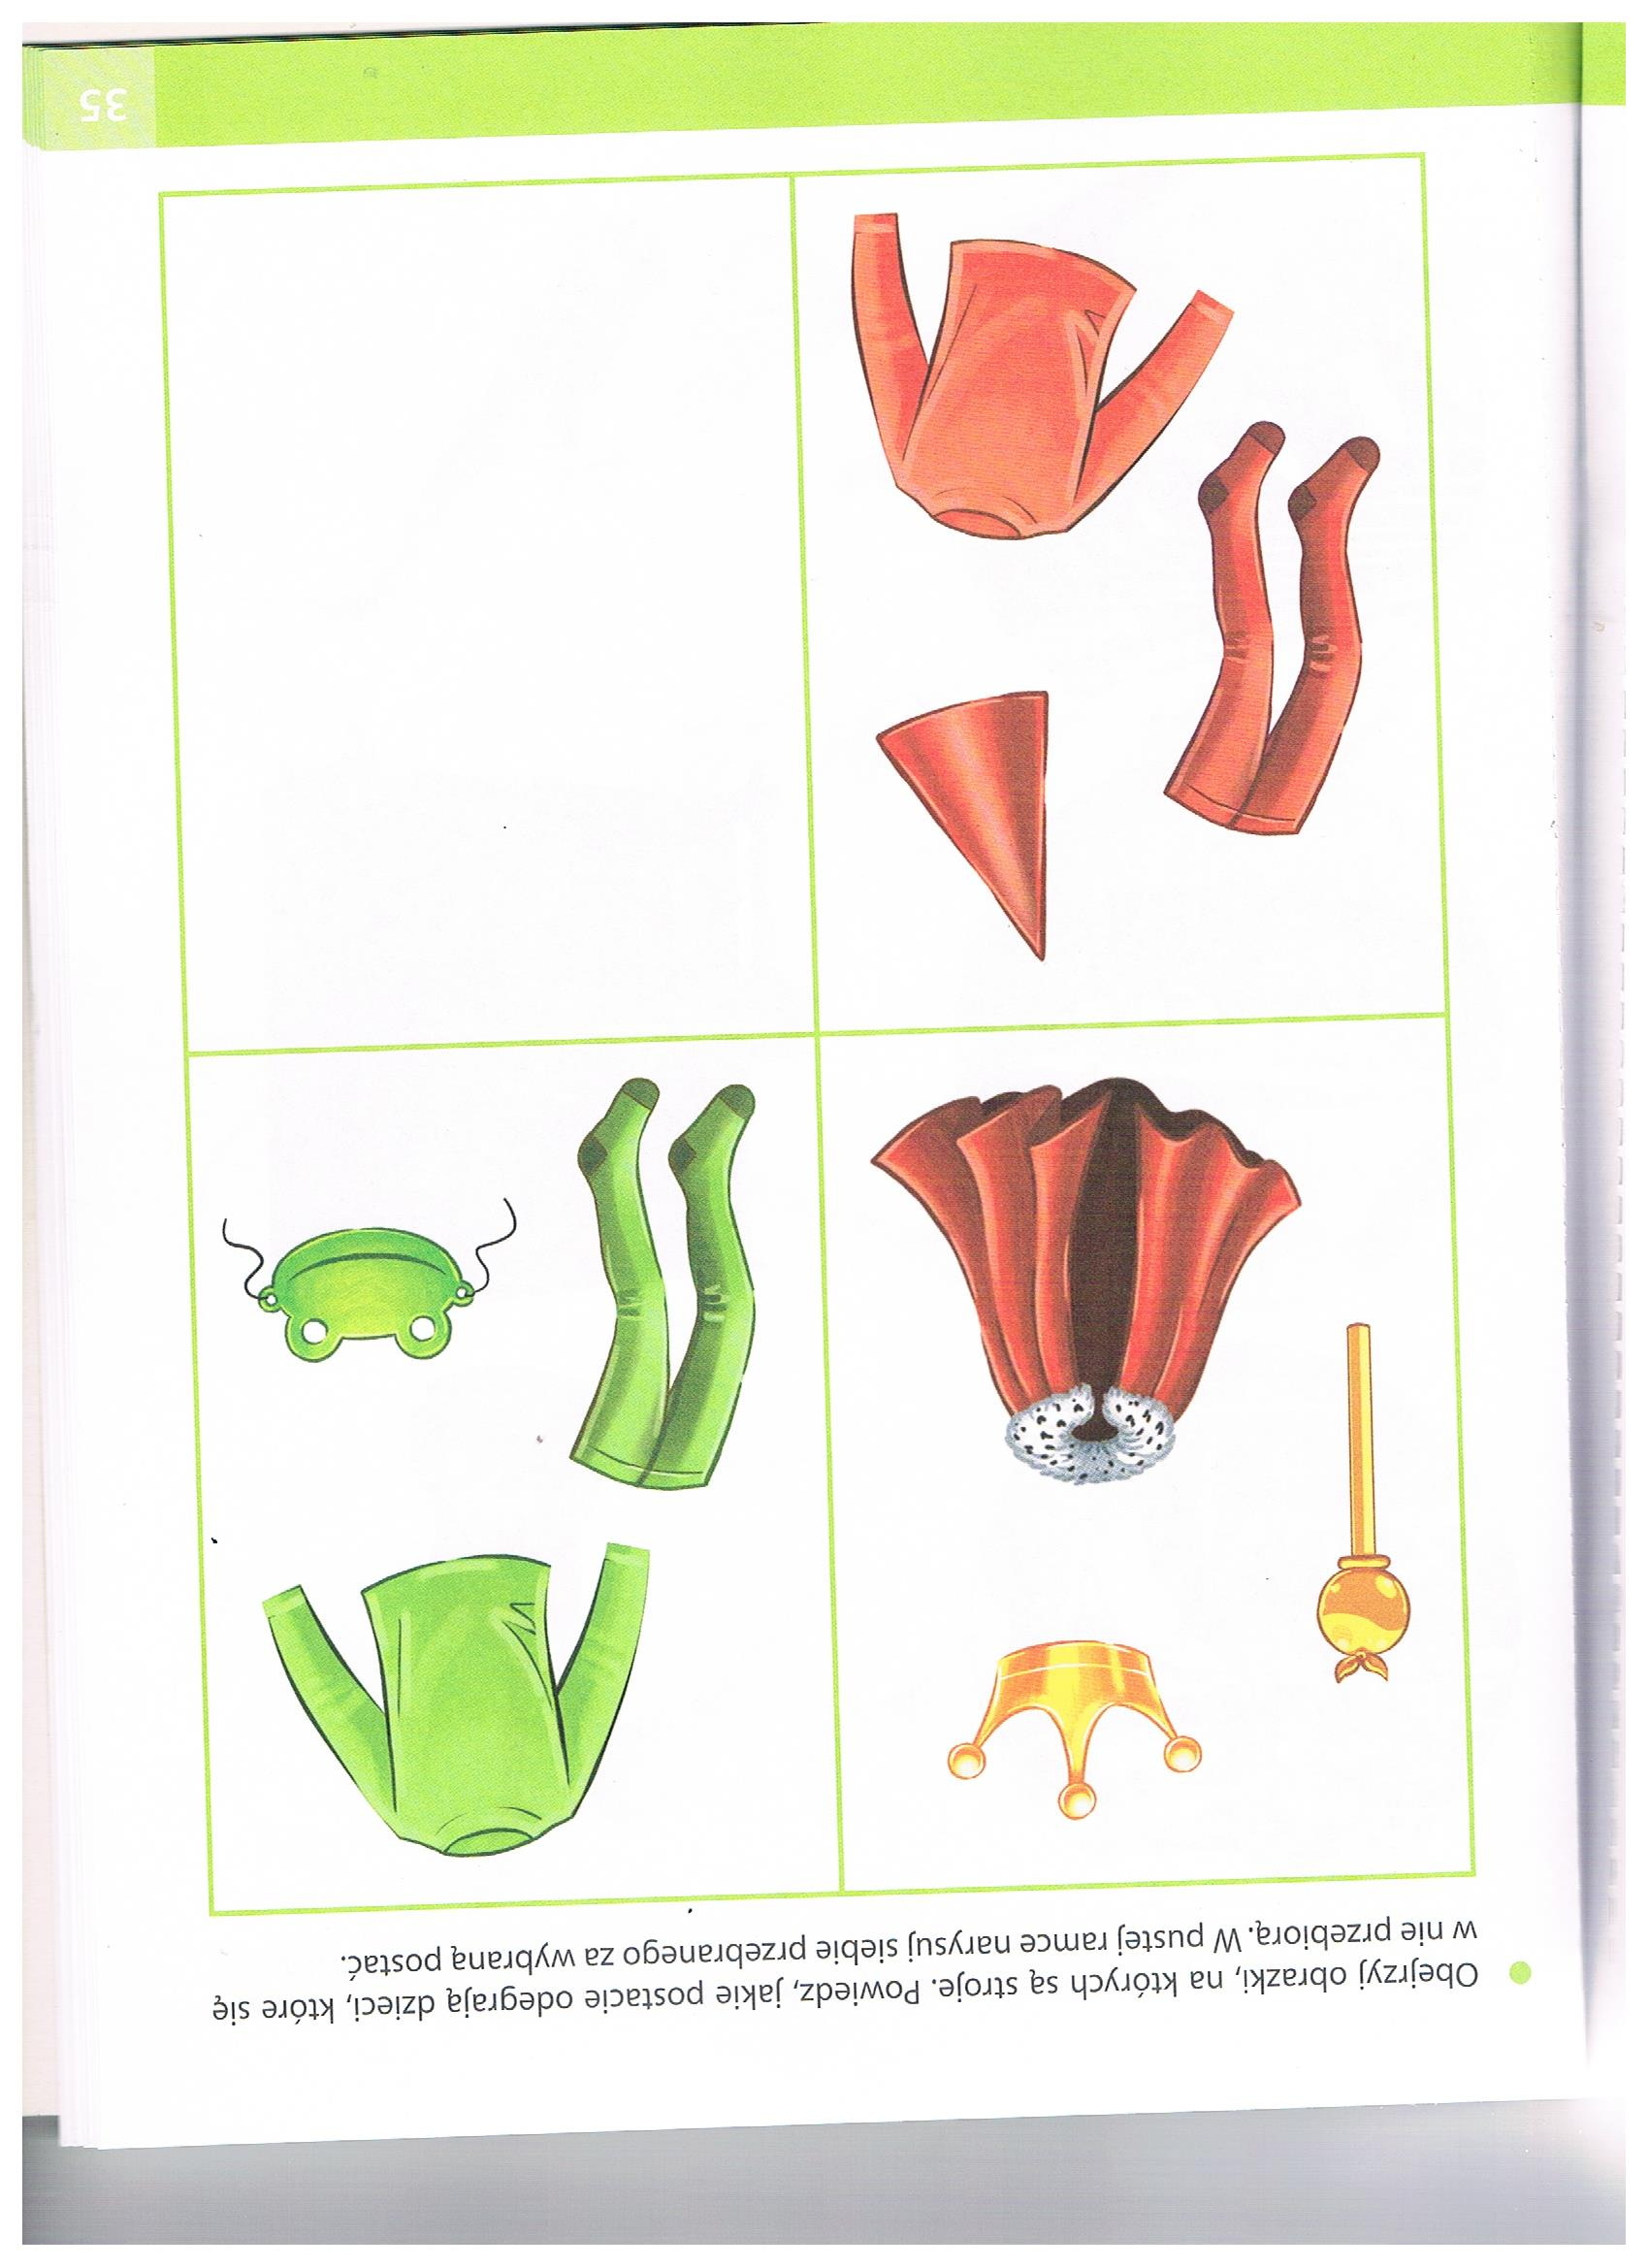 Obejrzyj obrazki, na których są stroje. Powiedz, jakie postacie odegrają dzieci, które się
w nie przebiorą. W pustej ramce narysuj siebie przebranego za wybraną postać.
35